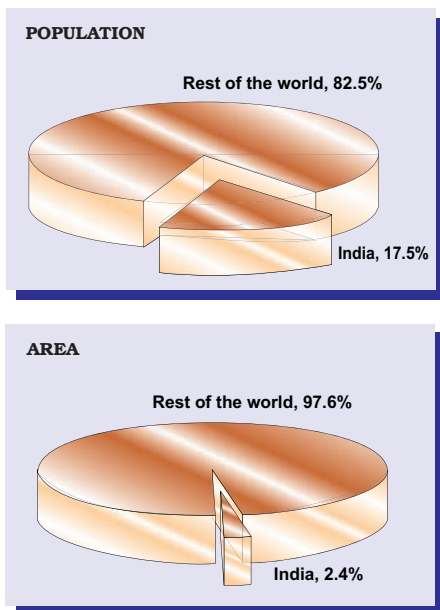 POPULATION
Rest of the world, 82.5%
India, 17.5%
AREA
Rest of the world, 97.6%
India, 2.4%